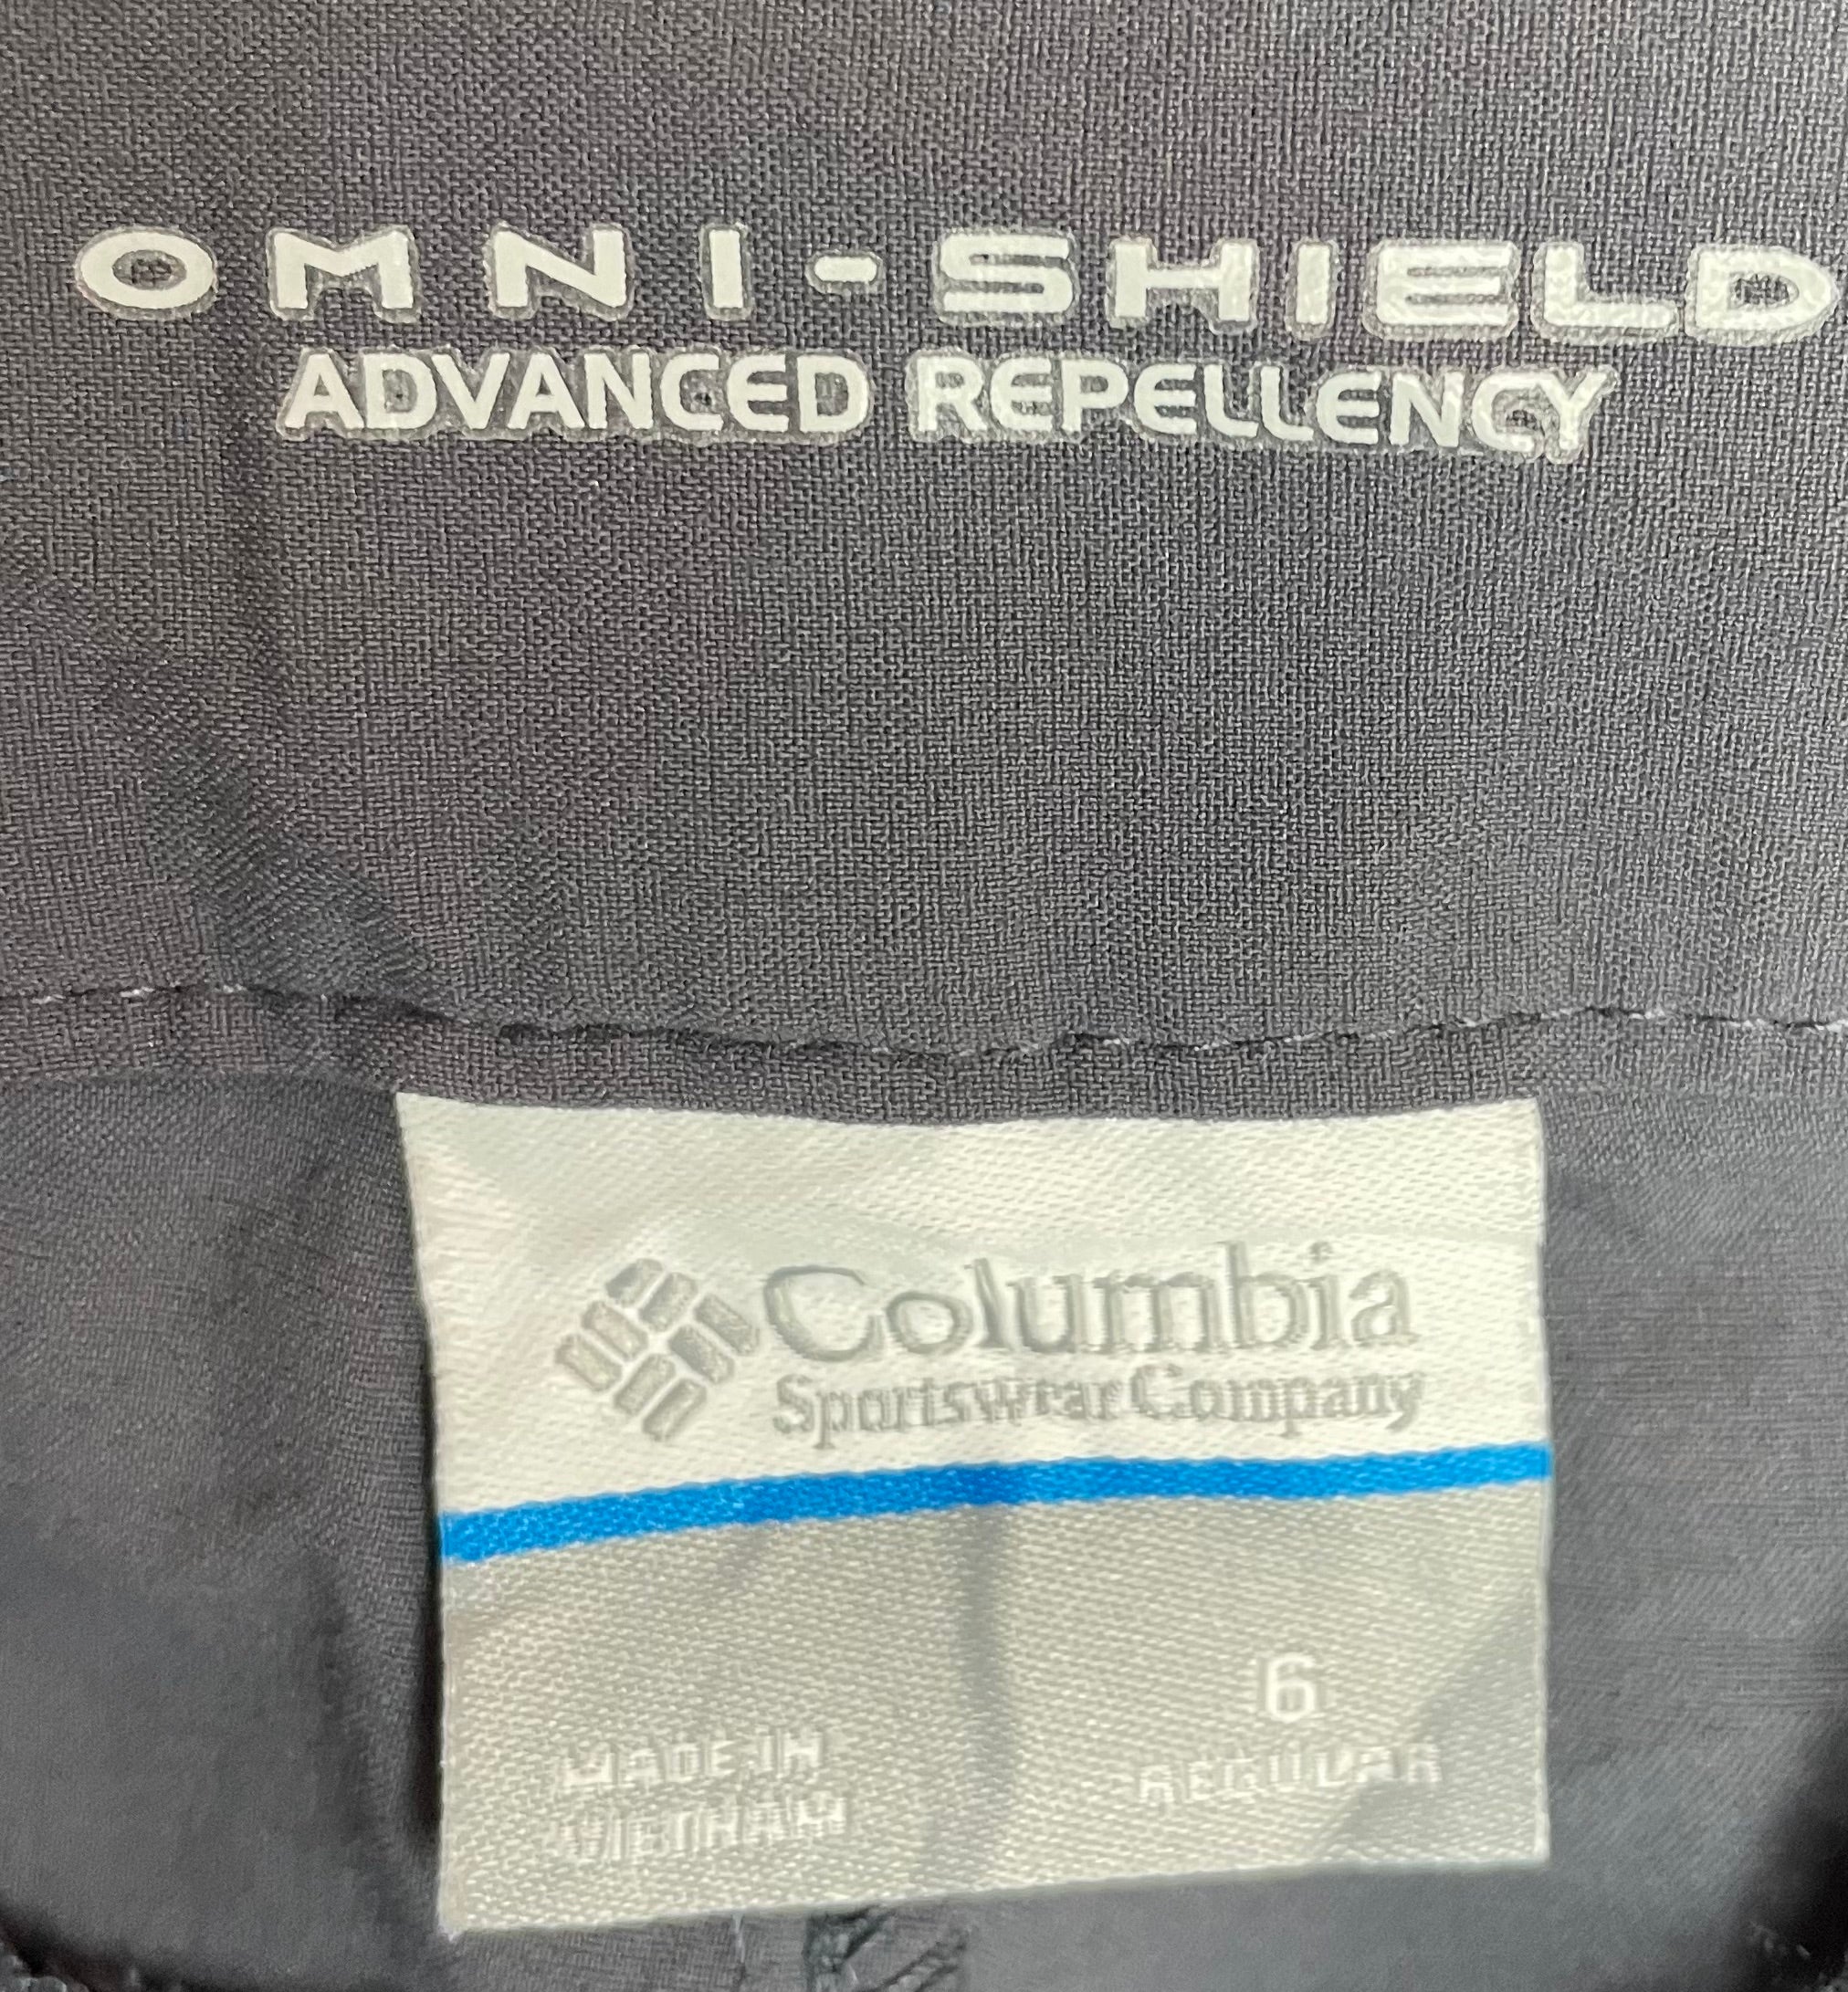 OMNI-SHIELD
ADVANCED REPELLENCY
Columbia
Sportswear Company
6
REGULAR
MADE IN
VIETNAM